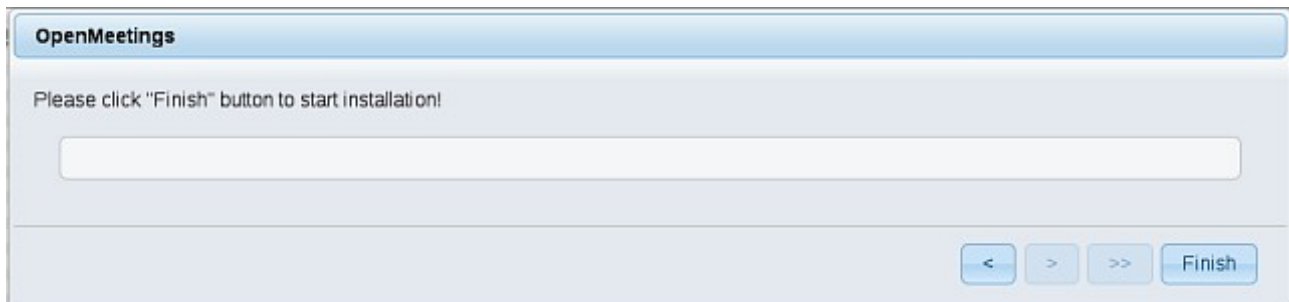 OpenMeetings
Please click "Finish" button to start installation!
< > >> Finish